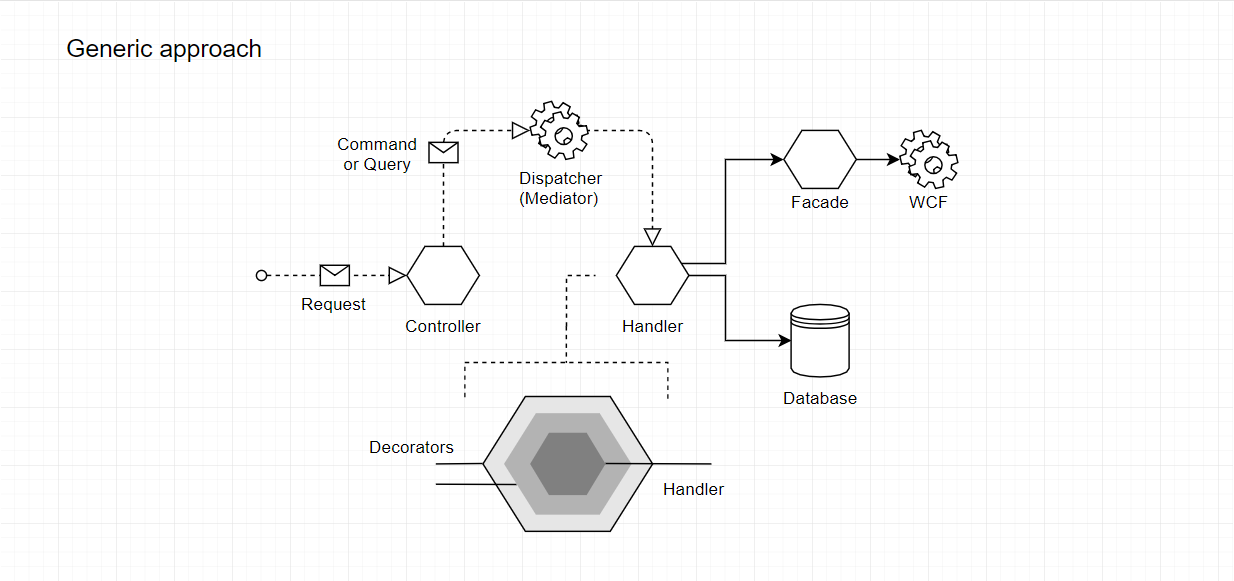 Generic approach
Command
or Query
Dispatcher
(Mediator)
Facade
WCF
Request
Controller
Handler
Database
Decorators
Handler